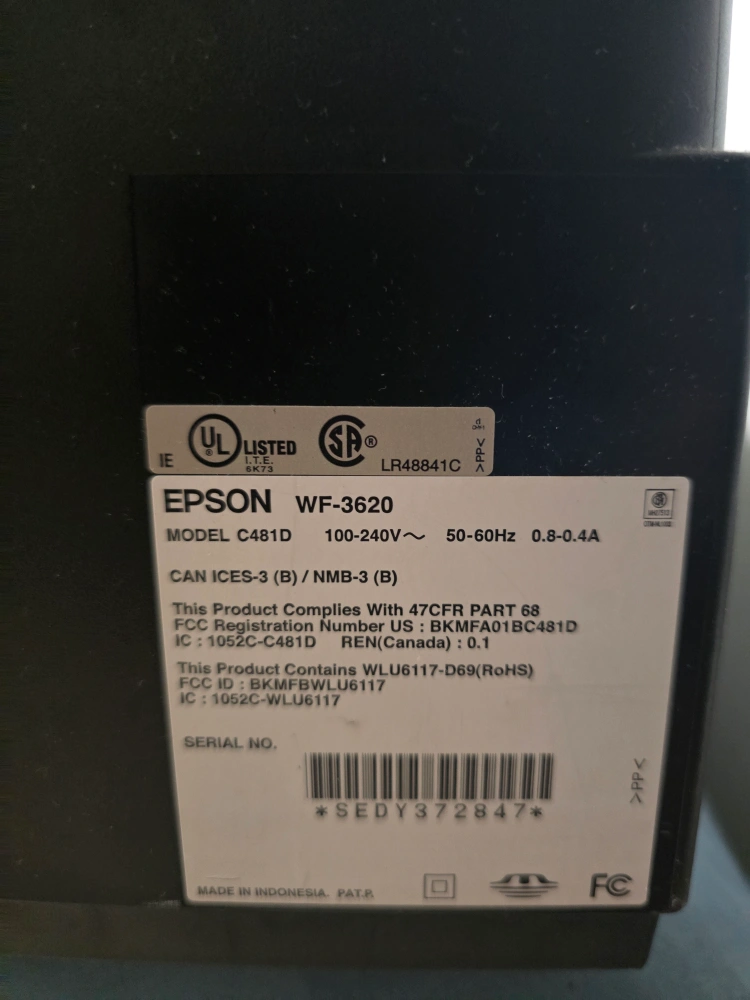 UL LISTED
I.T.E.
6K73
IE
SA ®
LR48841C
>PP<
EPSON WF-3620
MODEL C481D 100-240V～ 50-60Hz 0.8-0.4A
CAN ICES-3 (B) / NMB-3 (B)
This Product Complies With 47CFR PART 68
FCC Registration Number US : BKMFA01BC481D
IC : 1052C-C481D REN(Canada) : 0.1
This Product Contains WLU6117-D69(RoHS)
FCC ID : BKMFBWLU6117
IC : 1052C-WLU6117
SERIAL NO.
*SEDY372847*
>PP<
MADE IN INDONESIA. PAT.P.
FC